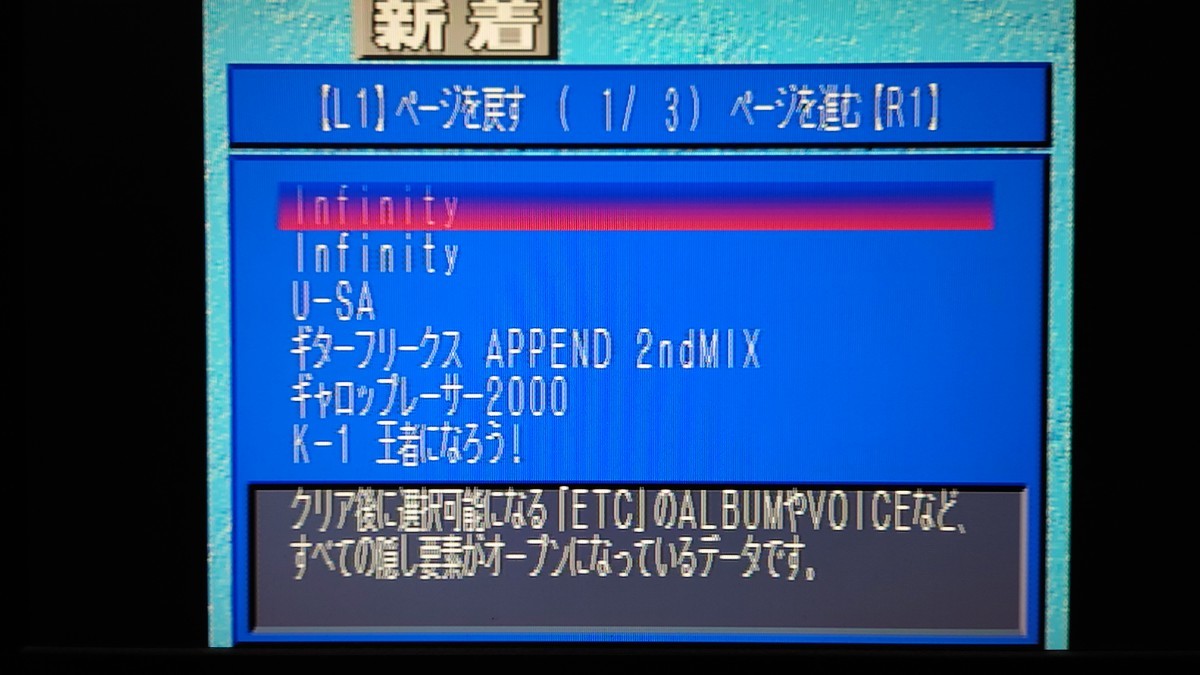 新着
【L1】ページを戻す ( 1/ 3) ページを進む【R1】
Infinity
Infinity
U-SA
ギターフリークス APPEND 2ndMIX
ギャロップレーサー2000
K-1 王者になろう!
クリア後に選択可能になる「ETC」のALBUMやVOICEなど、
すべての隠し要素がオープンになっているデータです。